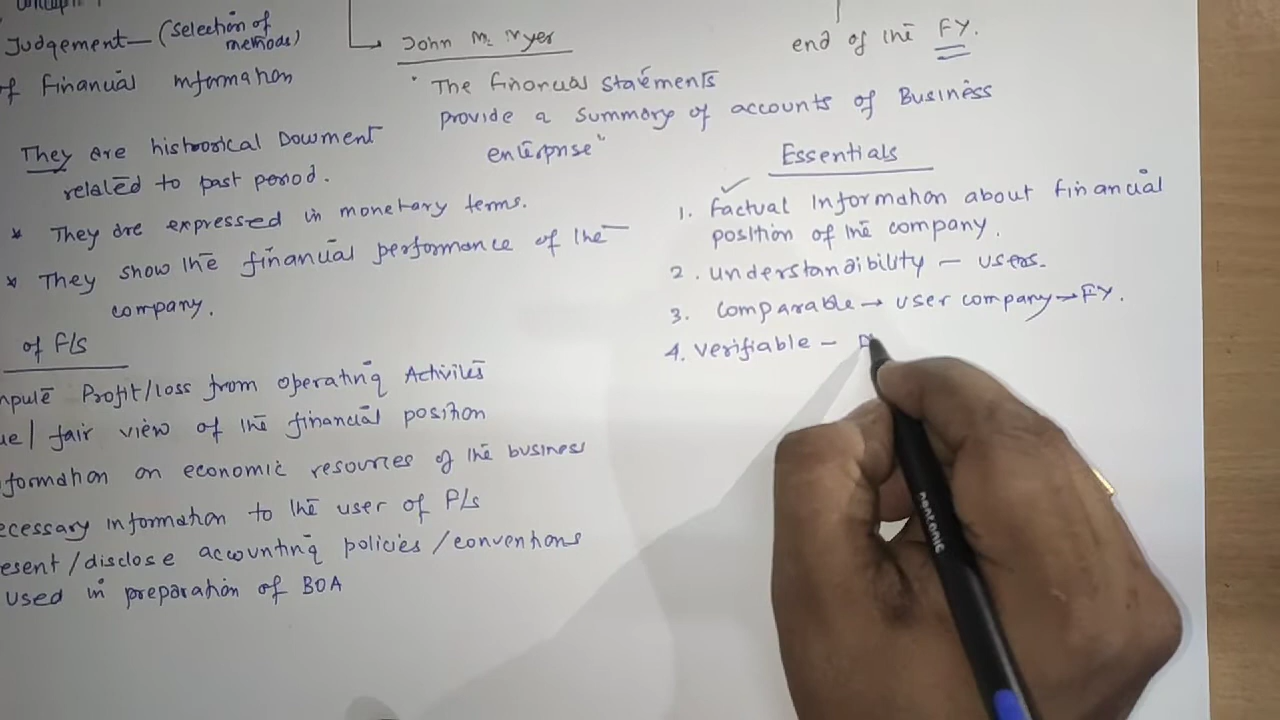 Judgement— (Selection of
methods)
of Financial information
They are historical Document
related to past period.
* They are expressed in monetary terms.
* They show the financial performance of the
company.
of F/s
Profit/loss from operating Activities
fair view of the financial position
on economic resources of the business
information to the user of F/s
/disclose accounting policies/conventions
used in preparation of BOA
John
"The financial statements
provide a summary of accounts of Business
enterprise"
end of the FY.
Essentials
1. Factual Information about financial
position of the company.
2. understandibility – users.
3. comparable → user company → FY.
4. verifiable –
nontonic